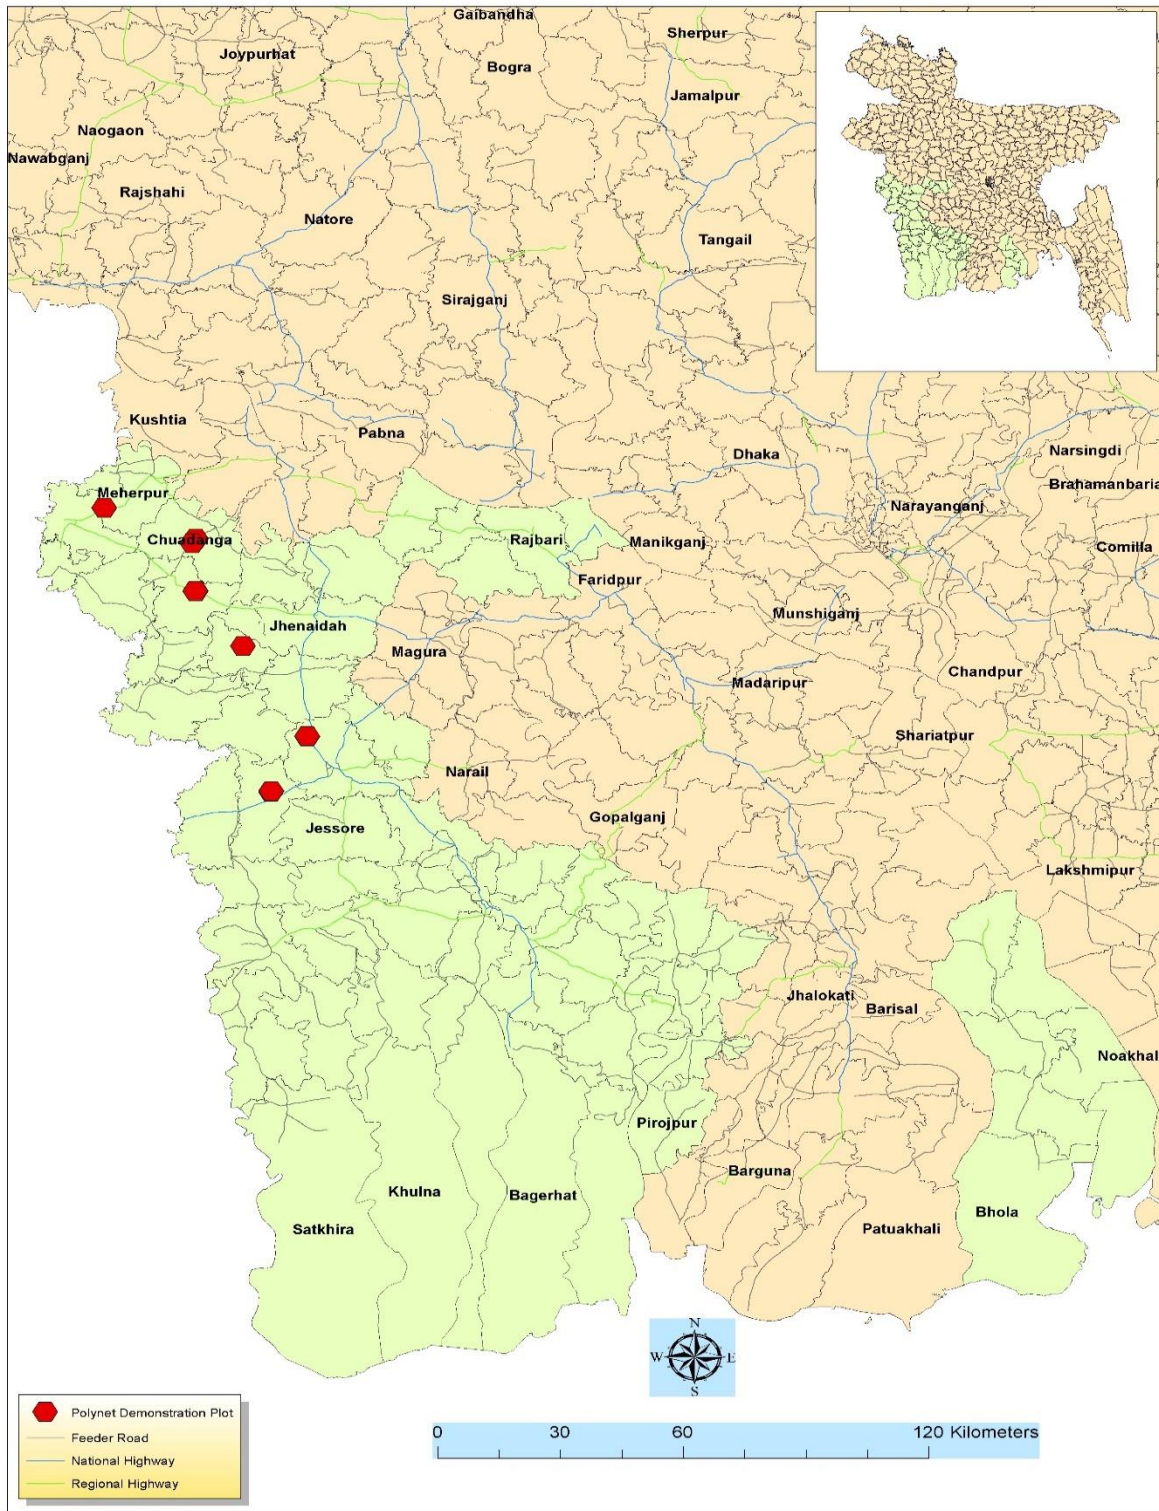 Gaibandha
Sherpur
Joypurhat
Bogra
Jamalpur
Naogaon
Nawabganj
Rajshahi
Natore
Tangail
Sirajganj
Kushtia
Pabna
Dhaka
Narsingdi
Brahamanbaria
Meherpur
Narayanganj
Chuadanga
Rajbari
Manikganj
Comilla
Faridpur
Munshiganj
Jhenaidah
Magura
Chandpur
Madaripur
Shariatpur
Narail
Gopalganj
Jessore
Lakshmipur
Jhalokati
Barisal
Noakhal
Pirojpur
Barguna
Khulna
Bagerhat
Bhola
Satkhira
Patuakhali
N
W E
S
Polynet Demonstration Plot
Feeder Road
National Highway
Regional Highway
0 30 60 120 Kilometers